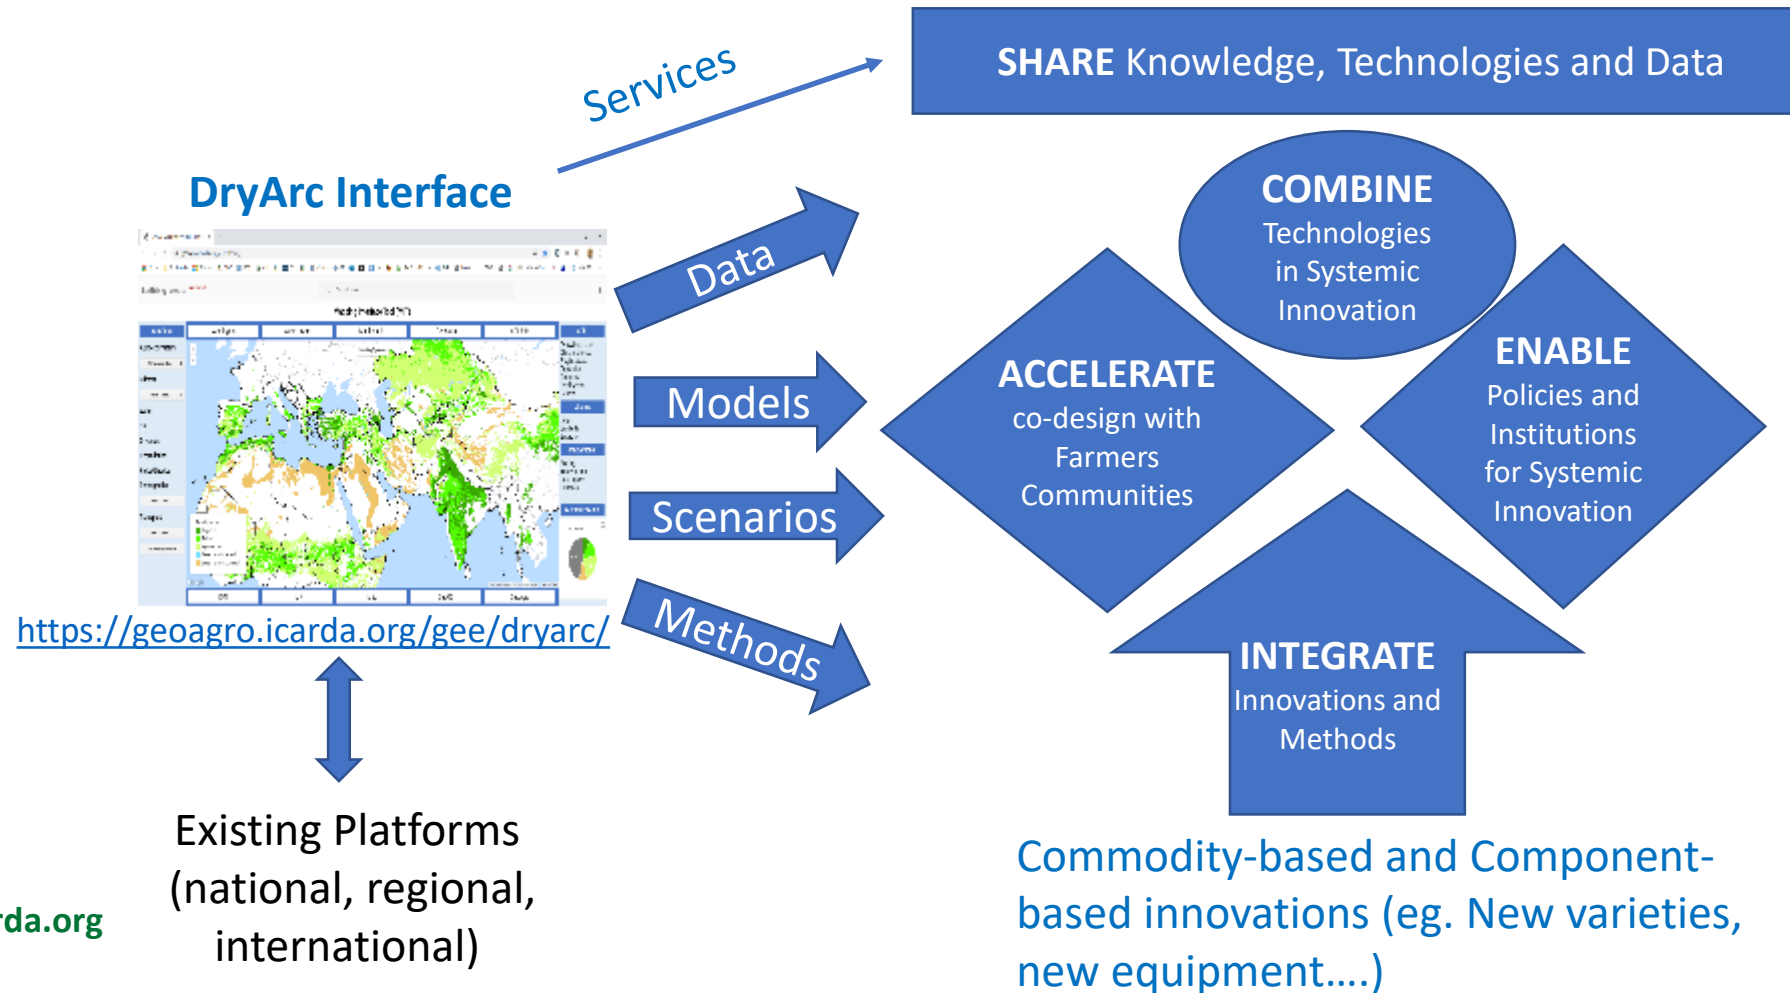 Services
SHARE Knowledge, Technologies and Data
DryArc Interface
Data
Models
Scenarios
Methods
COMBINE
Technologies
in Systemic
Innovation
ACCELERATE
co-design with
Farmers
Communities
ENABLE
Policies and
Institutions
for Systemic
Innovation
INTEGRATE
Innovations and
Methods
https://geoagro.icarda.org/gee/dryarc/
Existing Platforms
(national, regional,
international)
rda.org
Commodity-based and Component-
based innovations (eg. New varieties,
new equipment....)